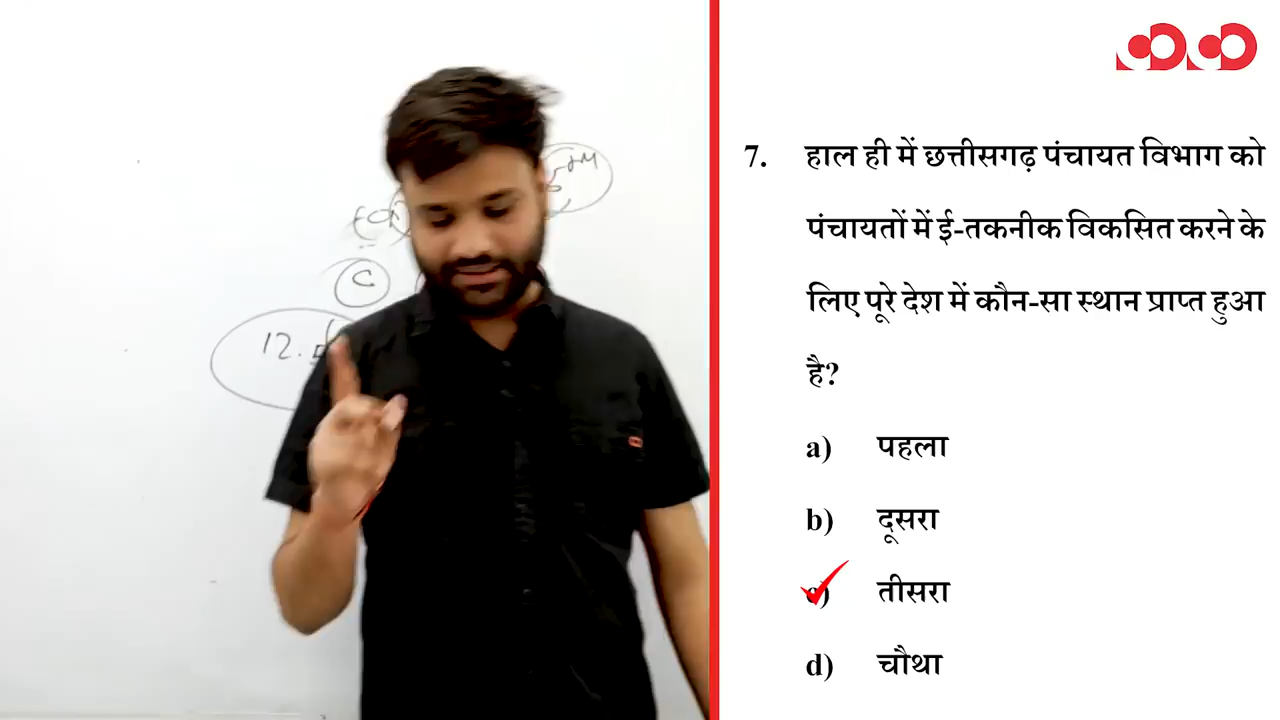 12.
C
7. हाल ही में छत्तीसगढ़ पंचायत विभाग को
पंचायतों में ई-तकनीक विकसित करने के
लिए पूरे देश में कौन-सा स्थान प्राप्त हुआ
है?
a) पहला
b) दूसरा
c) तीसरा
d) चौथा